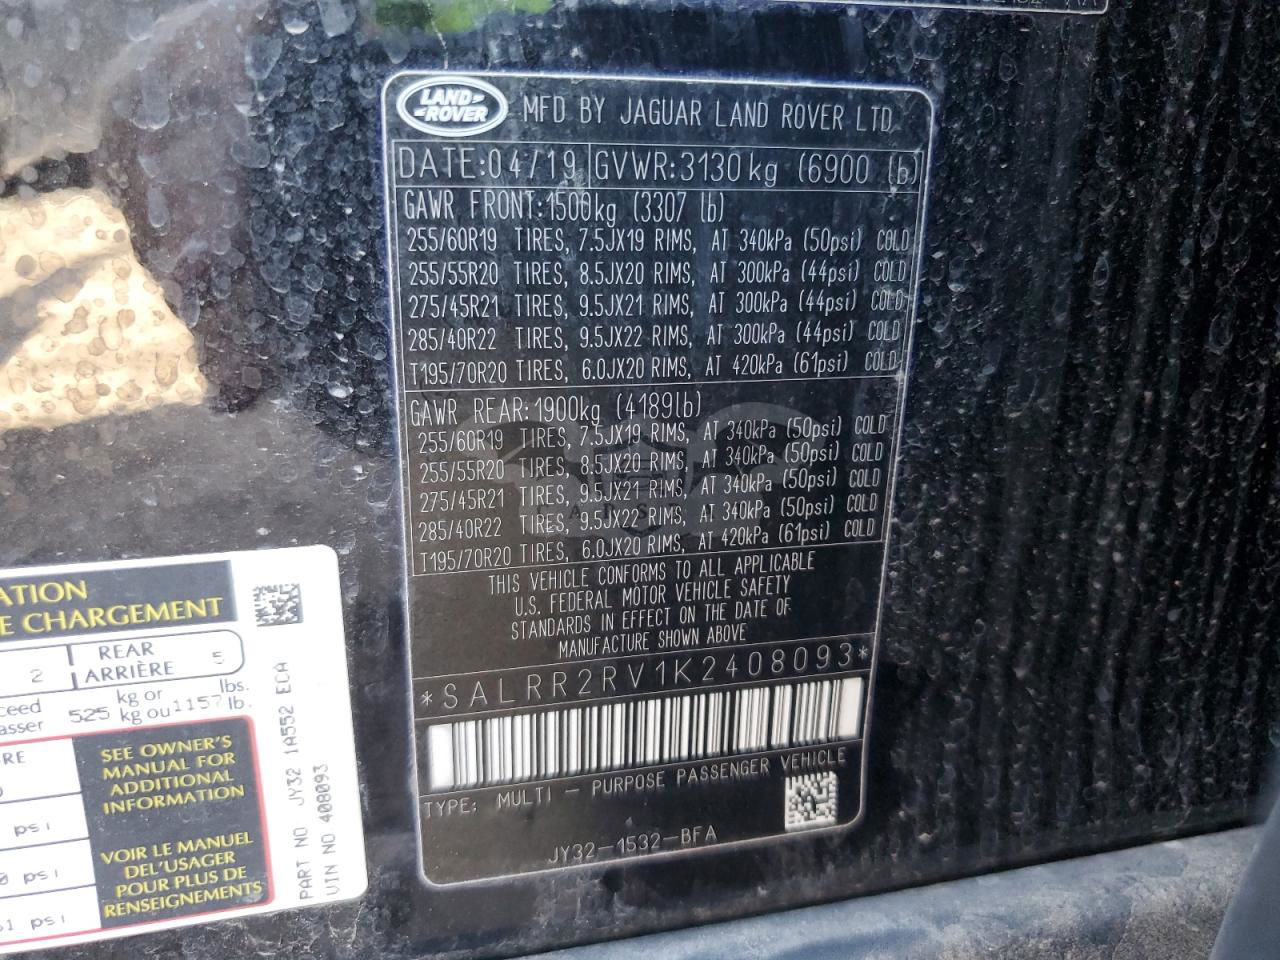 LAND ROVER
MFD BY JAGUAR LAND ROVER LTD
DATE:04/19 GVWR:3130 kg (6900 lb)
GAWR FRONT:1500kg (3307 lb)
255/60R19 TIRES, 7.5JX19 RIMS, AT 340kPa (50psi) COLD
255/55R20 TIRES, 8.5JX20 RIMS, AT 300kPa (44psi) COLD
275/45R21 TIRES, 9.5JX21 RIMS, AT 300kPa (44psi) COLD
285/40R22 TIRES, 9.5JX22 RIMS, AT 300kPa (44psi) COLD
T195/70R20 TIRES, 6.0JX20 RIMS, AT 420kPa (61psi) COLD
GAWR REAR:1900kg (4189lb)
255/60R19 TIRES, 7.5JX19 RIMS, AT 340kPa (50psi) COLD
255/55R20 TIRES, 8.5JX20 RIMS, AT 340kPa (50psi) COLD
275/45R21 TIRES, 9.5JX21 RIMS, AT 340kPa (50psi) COLD
285/40R22 TIRES, 9.5JX22 RIMS, AT 340kPa (50psi) COLD
T195/70R20 TIRES, 6.0JX20 RIMS, AT 420kPa (61psi) COLD
THIS VEHICLE CONFORMS TO ALL APPLICABLE
U.S. FEDERAL MOTOR VEHICLE SAFETY
STANDARDS IN EFFECT ON THE DATE OF
MANUFACTURE SHOWN ABOVE
*SALRR2RV1K2408093*
TYPE: MULTI - PURPOSE PASSENGER VEHICLE
JY32-1532-BFA
ATION
E CHARGEMENT
2 REAR ARRIÈRE 5
ceed 525 kg or 1157 lbs.
asser kg ou lb.
RE
psi
0 psi
61 psi
SEE OWNER'S
MANUAL FOR
ADDITIONAL
INFORMATION
VOIR LE MANUEL
DEL'USAGER
POUR PLUS DE
RENSEIGNEMENTS
PART NO JY32 1A552 ECA
VIN NO 408093